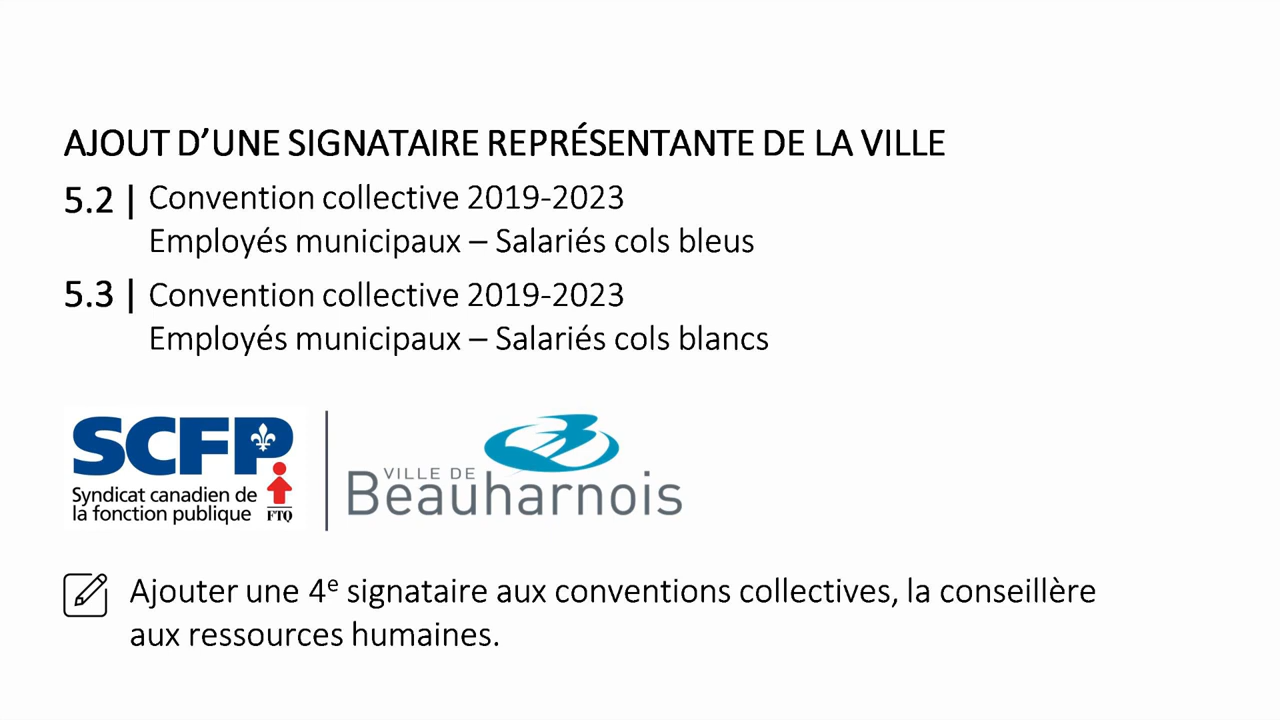 AJOUT D’UNE SIGNATAIRE REPRÉSENTANTE DE LA VILLE
5.2 | Convention collective 2019-2023
Employés municipaux – Salariés cols bleus
5.3 | Convention collective 2019-2023
Employés municipaux – Salariés cols blancs
SCFP
Syndicat canadien de
la fonction publique
FTQ
VILLE DE
Beauharnois
Ajouter une 4e signataire aux conventions collectives, la conseillère
aux ressources humaines.